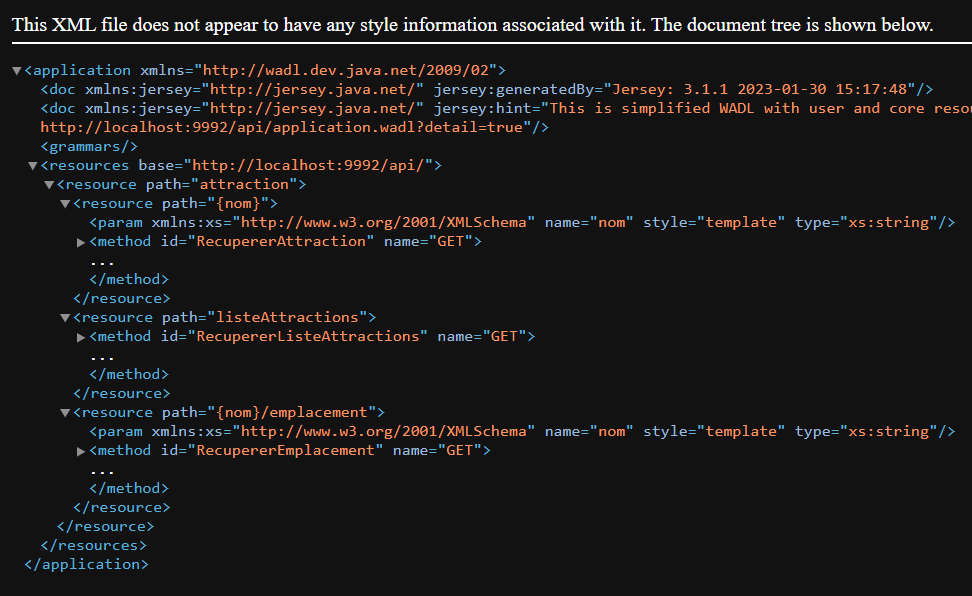 This XML file does not appear to have any style information associated with it. The document tree is shown below.
▼<application xmlns="http://wadl.dev.java.net/2009/02">
<doc xmlns:jersey="http://jersey.java.net/" jersey:generatedBy="Jersey: 3.1.1 2023-01-30 15:17:48"/>
<doc xmlns:jersey="http://jersey.java.net/" jersey:hint="This is simplified WADL with user and core
http://localhost:9992/api/application.wadl?detail=true"/>
<grammars/>
▼<resources base="http://localhost:9992/api/">
▼<resource path="attraction">
▼<resource path="{nom}">
<param xmlns:xs="http://www.w3.org/2001/XMLSchema" name="nom" style="template" type="xs:string"/>
▶<method id="RecupererAttraction" name="GET">
...
</method>
</resource>
▼<resource path="listeAttractions">
▶<method id="RecupererListeAttractions" name="GET">
...
</method>
</resource>
▼<resource path="{nom}/emplacement">
<param xmlns:xs="http://www.w3.org/2001/XMLSchema" name="nom" style="template" type="xs:string"/>
▶<method id="RecupererEmplacement" name="GET">
...
</method>
</resource>
</resource>
</resources>
</application>